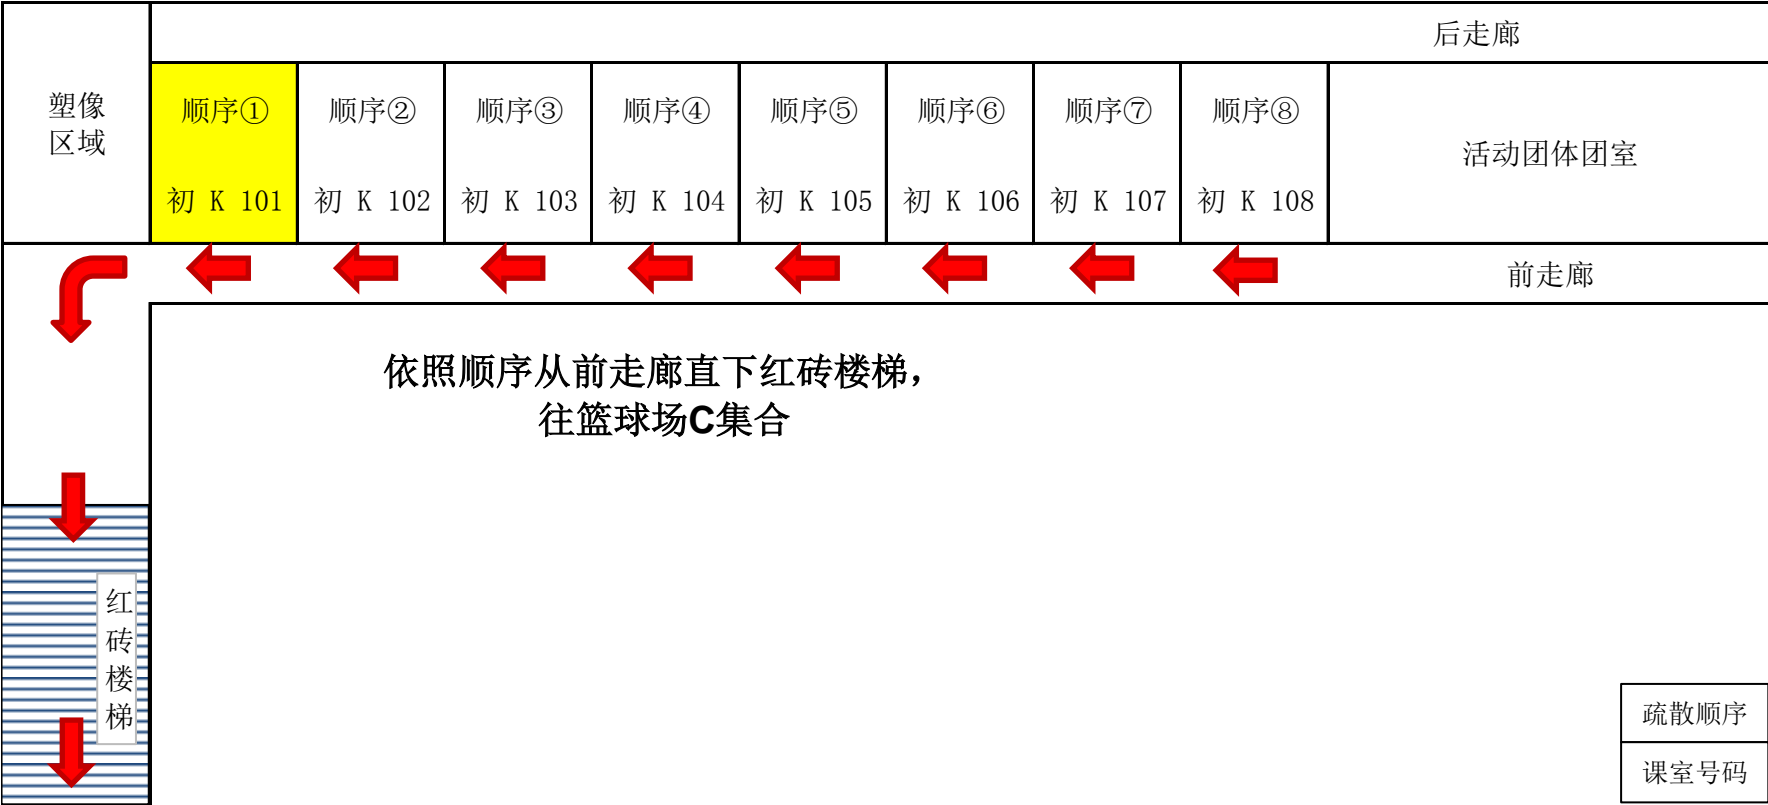 后走廊
塑像
区域
顺序①
顺序②
顺序③
顺序④
顺序⑤
顺序⑥
顺序⑦
顺序⑧
初 K 101
初 K 102
初 K 103
初 K 104
初 K 105
初 K 106
初 K 107
初 K 108
活动团体团室
前走廊
依照顺序从前走廊直下红砖楼梯，
往篮球场C集合
红
砖
楼
梯
疏散顺序
课室号码